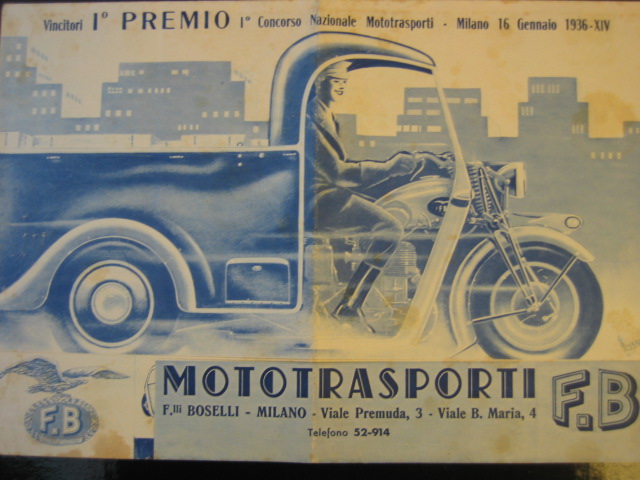 Vincitori 1° PREMIO 1° Concorso Nazionale Mototrasporti - Milano 16 Gennaio 1936-XIV
MOTOTRASPORTI
F.lli BOSELLI - MILANO - Viale Premuda, 3 - Viale B. Maria, 4
Telefono 52-914
F.B
F.B